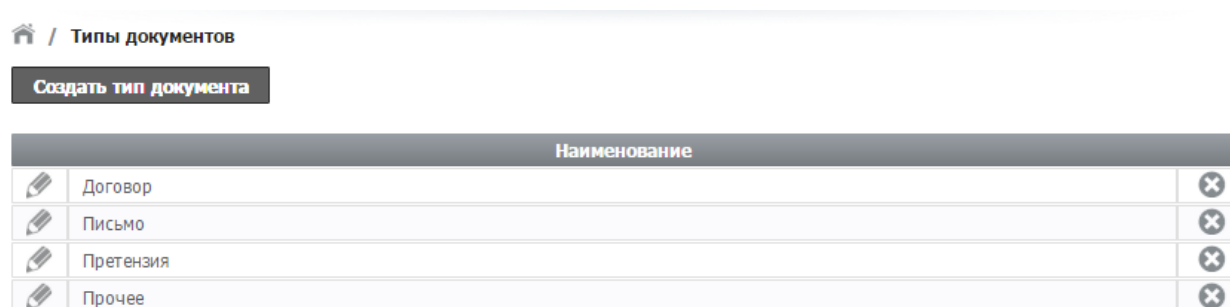 / Типы документов
Создать тип документа
Наименование
Договор
Письмо
Претензия
Прочее